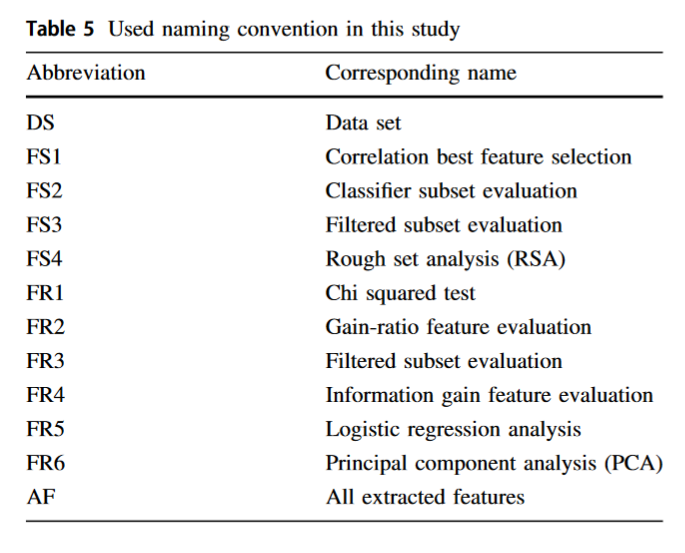 Table 5 Used naming convention in this study
Abbreviation Corresponding name
DS Data set
FS1 Correlation best feature selection
FS2 Classifier subset evaluation
FS3 Filtered subset evaluation
FS4 Rough set analysis (RSA)
FR1 Chi squared test
FR2 Gain-ratio feature evaluation
FR3 Filtered subset evaluation
FR4 Information gain feature evaluation
FR5 Logistic regression analysis
FR6 Principal component analysis (PCA)
AF All extracted features